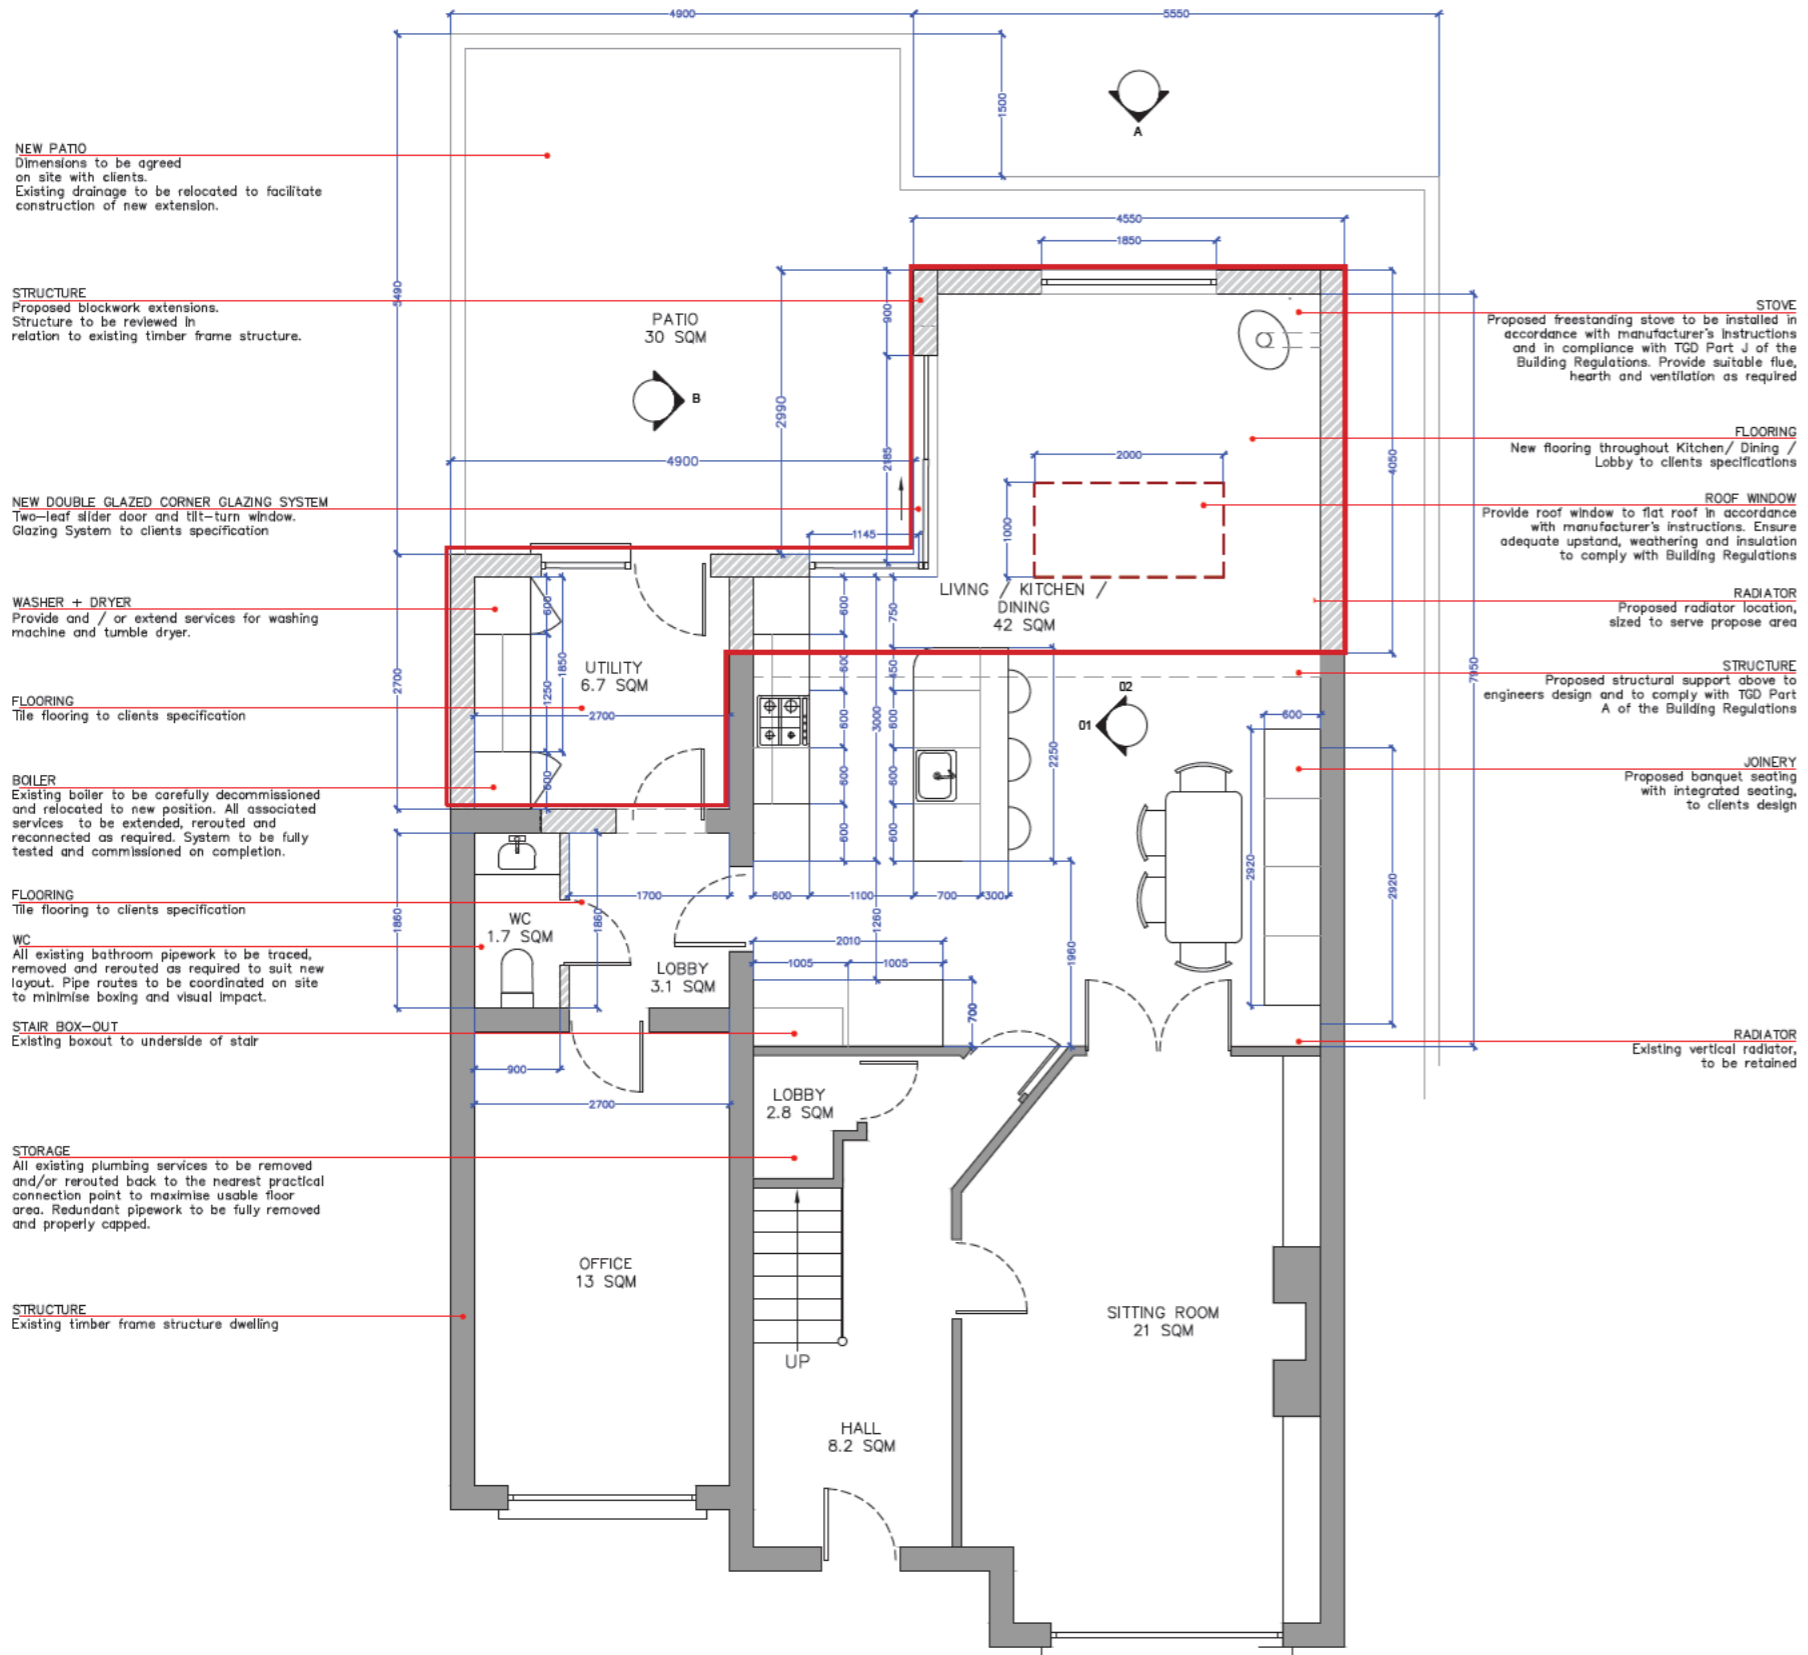 4900
5550
1500
A
NEW PATIO
Dimensions to be agreed
on site with clients.
Existing drainage to be relocated to facilitate
construction of new extension.
4550
1850
STRUCTURE
Proposed blockwork extensions.
Structure to be reviewed in
relation to existing timber frame structure.
900
PATIO
30 SQM
B
2990
4900
2185
STOVE
Proposed freestanding stove to be installed in
accordance with manufacturer's instructions
and in compliance with TGD Part J of the
Building Regulations. Provide suitable flue,
hearth and ventilation as required
FLOORING
New flooring throughout Kitchen/ Dining /
Lobby to clients specifications
4050
2000
1000
ROOF WINDOW
Provide roof window to flat roof in accordance
with manufacturer's instructions. Ensure
adequate upstand, weathering and insulation
to comply with Building Regulations
NEW DOUBLE GLAZED CORNER GLAZING SYSTEM
Two-leaf slider door and tilt-turn window.
Glazing System to clients specification
1145
LIVING / KITCHEN /
DINING
42 SQM
RADIATOR
Proposed radiator location,
sized to serve propose area
WASHER + DRYER
Provide and / or extend services for washing
machine and tumble dryer.
600
1850
1250
600
2700
UTILITY
6.7 SQM
2700
600
600
600
600
600
3000
750
450
600
600
600
2250
STRUCTURE
Proposed structural support above to
engineers design and to comply with TGD Part
A of the Building Regulations
7950
02
01
600
FLOORING
Tile flooring to clients specification
JOINERY
Proposed banquet seating
with integrated seating,
to clients design
BOILER
Existing boiler to be carefully decommissioned
and relocated to new position. All associated
services to be extended, rerouted and
reconnected as required. System to be fully
tested and commissioned on completion.
2920
2920
FLOORING
Tile flooring to clients specification
1860
1700
1860
600
1100
700
300
1260
1960
WC
1.7 SQM
WC
All existing bathroom pipework to be traced,
removed and rerouted as required to suit new
layout. Pipe routes to be coordinated on site
to minimise boxing and visual impact.
LOBBY
3.1 SQM
2010
1005
1005
700
STAIR BOX-OUT
Existing boxout to underside of stair
RADIATOR
Existing vertical radiator,
to be retained
900
2700
LOBBY
2.8 SQM
STORAGE
All existing plumbing services to be removed
and/or rerouted back to the nearest practical
connection point to maximise usable floor
area. Redundant pipework to be fully removed
and properly capped.
OFFICE
13 SQM
STRUCTURE
Existing timber frame structure dwelling
SITTING ROOM
21 SQM
UP
HALL
8.2 SQM